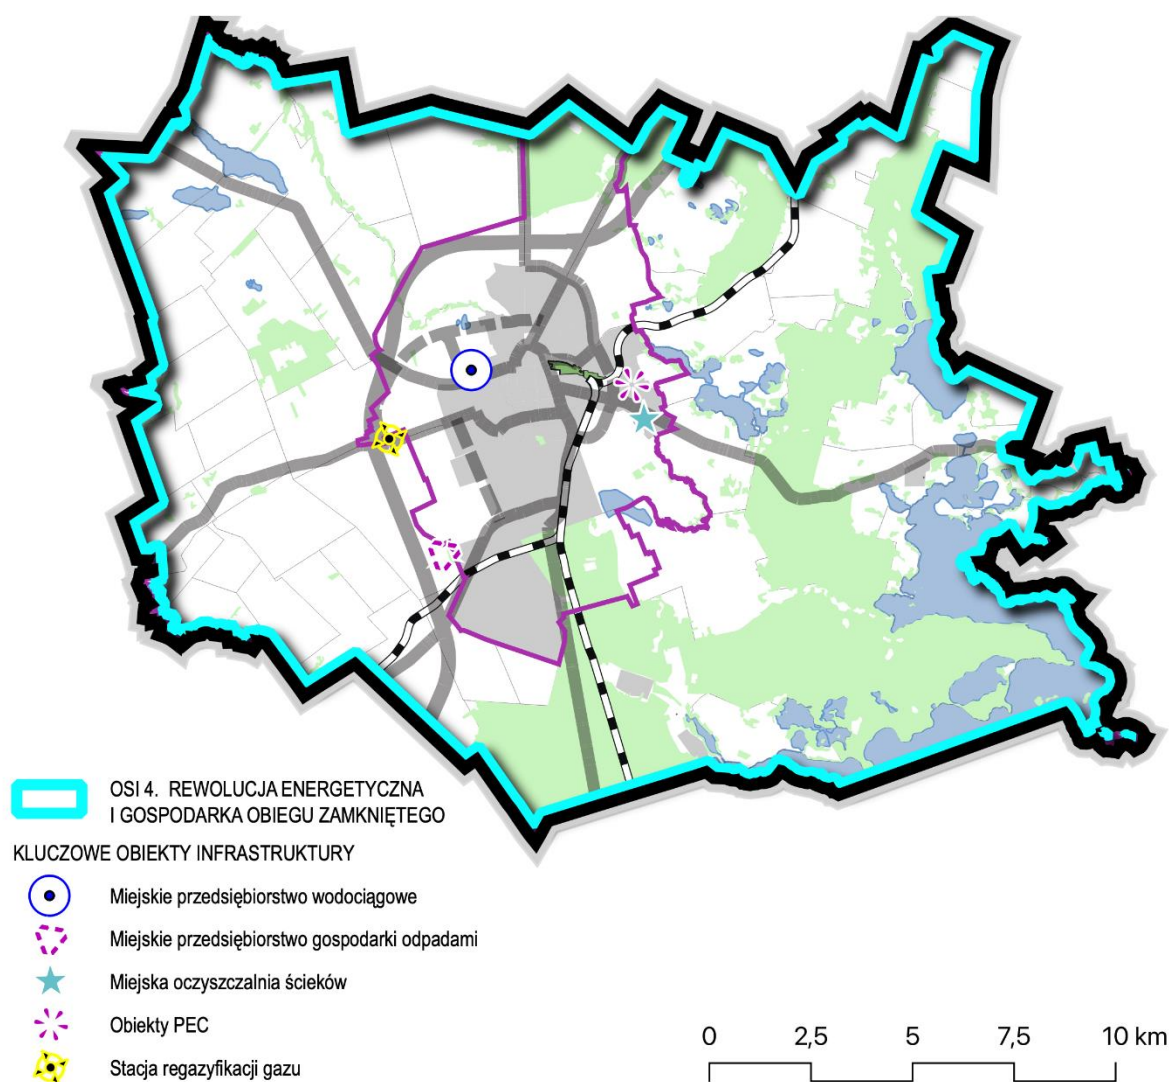 OSI 4. REWOLUCJA ENERGETYCZNA
I GOSPODARKA OBIEGU ZAMKNIĘTEGO
KLUCZOWE OBIEKTY INFRASTRUKTURY
Miejskie przedsiębiorstwo wodociągowe
Miejskie przedsiębiorstwo gospodarki odpadami
Miejska oczyszczalnia ścieków
Obiekty PEC
Stacja regazyfikacji gazu
0 2,5 5 7,5 10 km